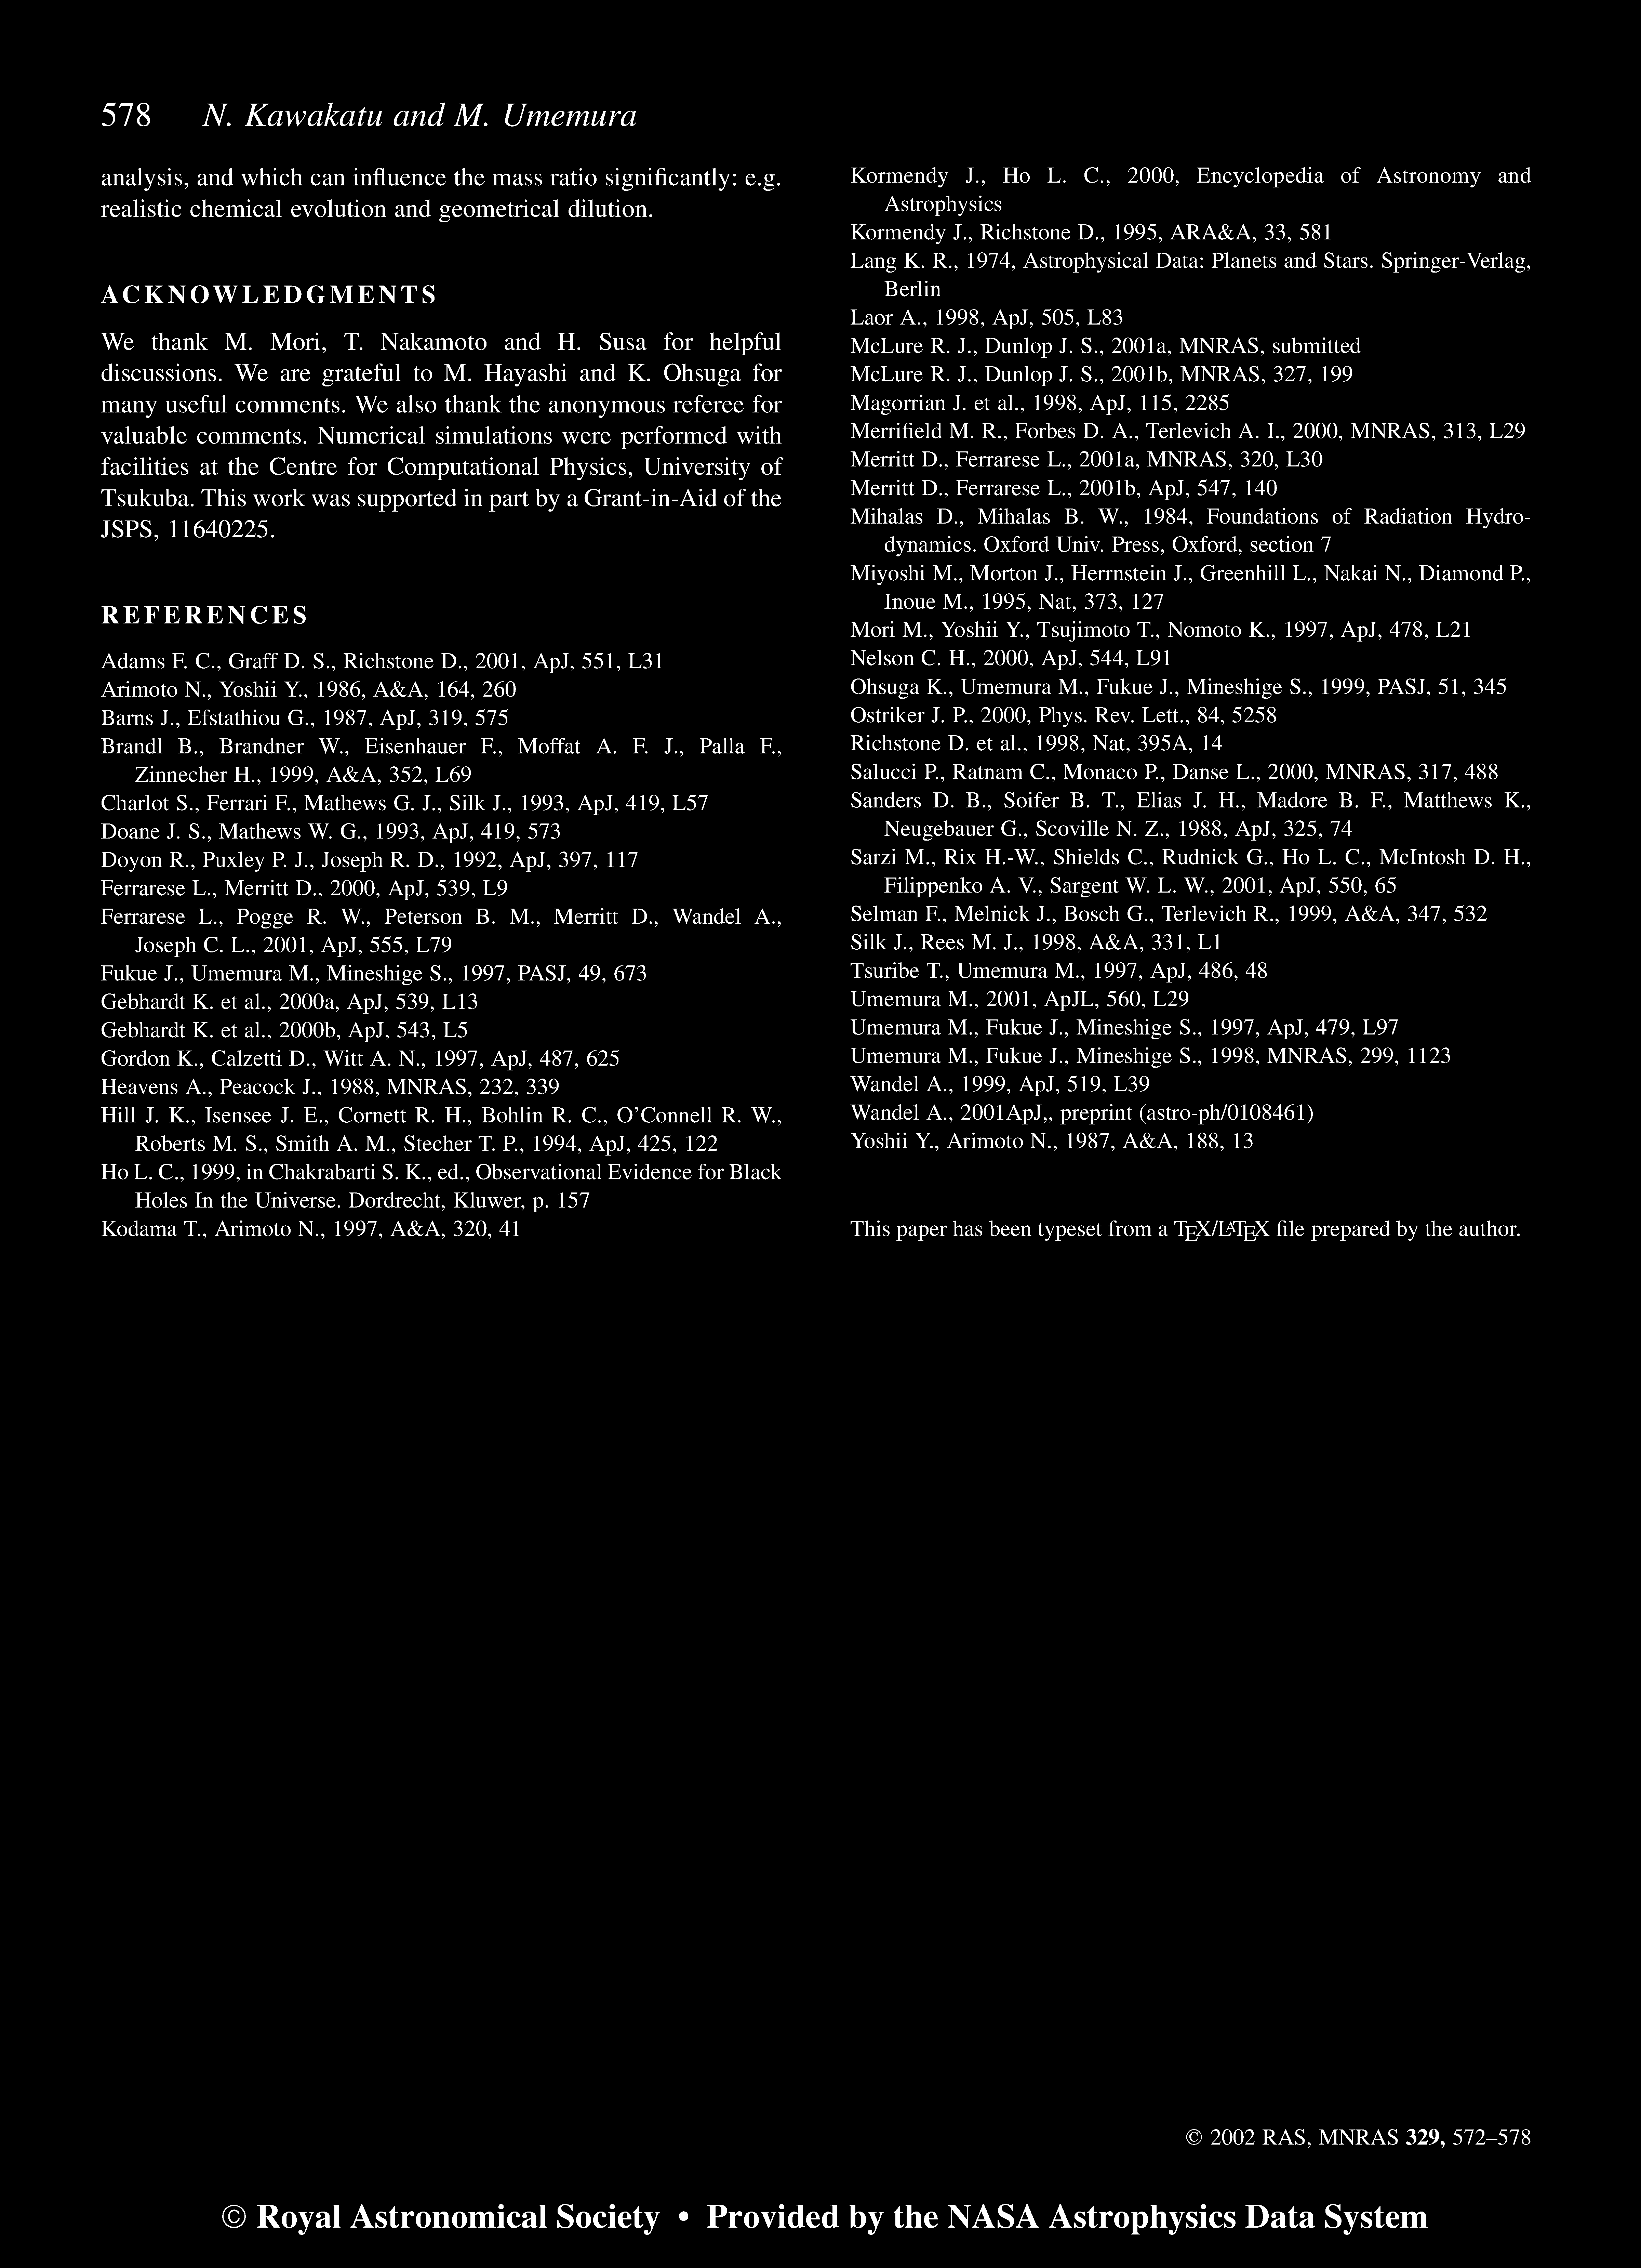 578 N. Kawakatu and M. Umemura
analysis, and which can influence the mass ratio significantly: e.g.
realistic chemical evolution and geometrical dilution.
ACKNOWLEDGMENTS
We thank M. Mori, T. Nakamoto and H. Susa for helpful
discussions. We are grateful to M. Hayashi and K. Ohsuga for
many useful comments. We also thank the anonymous referee for
valuable comments. Numerical simulations were performed with
facilities at the Centre for Computational Physics, University of
Tsukuba. This work was supported in part by a Grant-in-Aid of the
JSPS, 11640225.
REFERENCES
Adams F. C., Graff D. S., Richstone D., 2001, ApJ, 551, L31
Arimoto N., Yoshii Y., 1986, A&A, 164, 260
Barns J., Efstathiou G., 1987, ApJ, 319, 575
Brandl B., Brandner W., Eisenhauer F., Moffat A. F. J., Palla F.,
Zinnecher H., 1999, A&A, 352, L69
Charlot S., Ferrari F., Mathews G. J., Silk J., 1993, ApJ, 419, L57
Doane J. S., Mathews W. G., 1993, ApJ, 419, 573
Doyon R., Puxley P. J., Joseph R. D., 1992, ApJ, 397, 117
Ferrarese L., Merritt D., 2000, ApJ, 539, L9
Ferrarese L., Pogge R. W., Peterson B. M., Merritt D., Wandel A.,
Joseph C. L., 2001, ApJ, 555, L79
Fukue J., Umemura M., Mineshige S., 1997, PASJ, 49, 673
Gebhardt K. et al., 2000a, ApJ, 539, L13
Gebhardt K. et al., 2000b, ApJ, 543, L5
Gordon K., Calzetti D., Witt A. N., 1997, ApJ, 487, 625
Heavens A., Peacock J., 1988, MNRAS, 232, 339
Hill J. K., Isensee J. E., Cornett R. H., Bohlin R. C., O'Connell R. W.,
Roberts M. S., Smith A. M., Stecher T. P., 1994, ApJ, 425, 122
Ho L. C., 1999, in Chakrabarti S. K., ed., Observational Evidence for Black
Holes In the Universe. Dordrecht, Kluwer, p. 157
Kodama T., Arimoto N., 1997, A&A, 320, 41
Kormendy J., Ho L. C., 2000, Encyclopedia of Astronomy and
Astrophysics
Kormendy J., Richstone D., 1995, ARA&A, 33, 581
Lang K. R., 1974, Astrophysical Data: Planets and Stars. Springer-Verlag,
Berlin
Laor A., 1998, ApJ, 505, L83
McLure R. J., Dunlop J. S., 2001a, MNRAS, submitted
McLure R. J., Dunlop J. S., 2001b, MNRAS, 327, 199
Magorrian J. et al., 1998, ApJ, 115, 2285
Merrifield M. R., Forbes D. A., Terlevich A. I., 2000, MNRAS, 313, L29
Merritt D., Ferrarese L., 2001a, MNRAS, 320, L30
Merritt D., Ferrarese L., 2001b, ApJ, 547, 140
Mihalas D., Mihalas B. W., 1984, Foundations of Radiation Hydro-
dynamics. Oxford Univ. Press, Oxford, section 7
Miyoshi M., Morton J., Herrnstein J., Greenhill L., Nakai N., Diamond P.,
Inoue M., 1995, Nat, 373, 127
Mori M., Yoshii Y., Tsujimoto T., Nomoto K., 1997, ApJ, 478, L21
Nelson C. H., 2000, ApJ, 544, L91
Ohsuga K., Umemura M., Fukue J., Mineshige S., 1999, PASJ, 51, 345
Ostriker J. P., 2000, Phys. Rev. Lett., 84, 5258
Richstone D. et al., 1998, Nat, 395A, 14
Salucci P., Ratnam C., Monaco P., Danse L., 2000, MNRAS, 317, 488
Sanders D. B., Soifer B. T., Elias J. H., Madore B. F., Matthews K.,
Neugebauer G., Scoville N. Z., 1988, ApJ, 325, 74
Sarzi M., Rix H.-W., Shields C., Rudnick G., Ho L. C., McIntosh D. H.,
Filippenko A. V., Sargent W. L. W., 2001, ApJ, 550, 65
Selman F., Melnick J., Bosch G., Terlevich R., 1999, A&A, 347, 532
Silk J., Rees M. J., 1998, A&A, 331, L1
Tsuribe T., Umemura M., 1997, ApJ, 486, 48
Umemura M., 2001, ApJL, 560, L29
Umemura M., Fukue J., Mineshige S., 1997, ApJ, 479, L97
Umemura M., Fukue J., Mineshige S., 1998, MNRAS, 299, 1123
Wandel A., 1999, ApJ, 519, L39
Wandel A., 2001ApJ,, preprint (astro-ph/0108461)
Yoshii Y., Arimoto N., 1987, A&A, 188, 13
This paper has been typeset from a TEX/LATEX file prepared by the author.
© 2002 RAS, MNRAS 329, 572–578
© Royal Astronomical Society • Provided by the NASA Astrophysics Data System